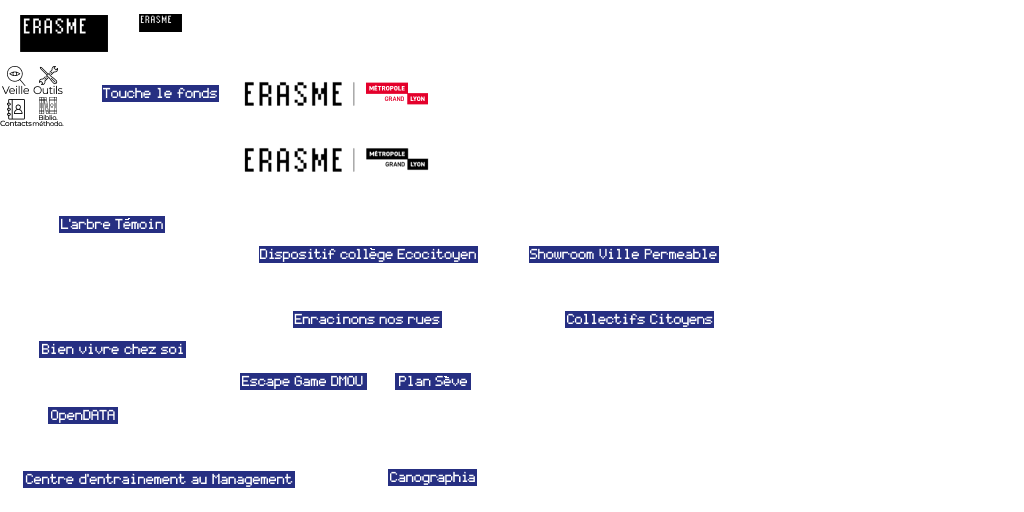 ERASME
ERASME
Veille Outils
Contacts Biblio. méthodo.
Touche le fonds
ERASME
MÉTROPOLE
GRAND LYON
ERASME
MÉTROPOLE
GRAND LYON
L'arbre Témoin
Dispositif collège Ecocitoyen
Showroom Ville Permeable
Enracinons nos rues
Collectifs Citoyens
Bien vivre chez soi
Escape Game DMOU
Plan Sève
OpenDATA
Centre d'entrainement au Management
Canographia